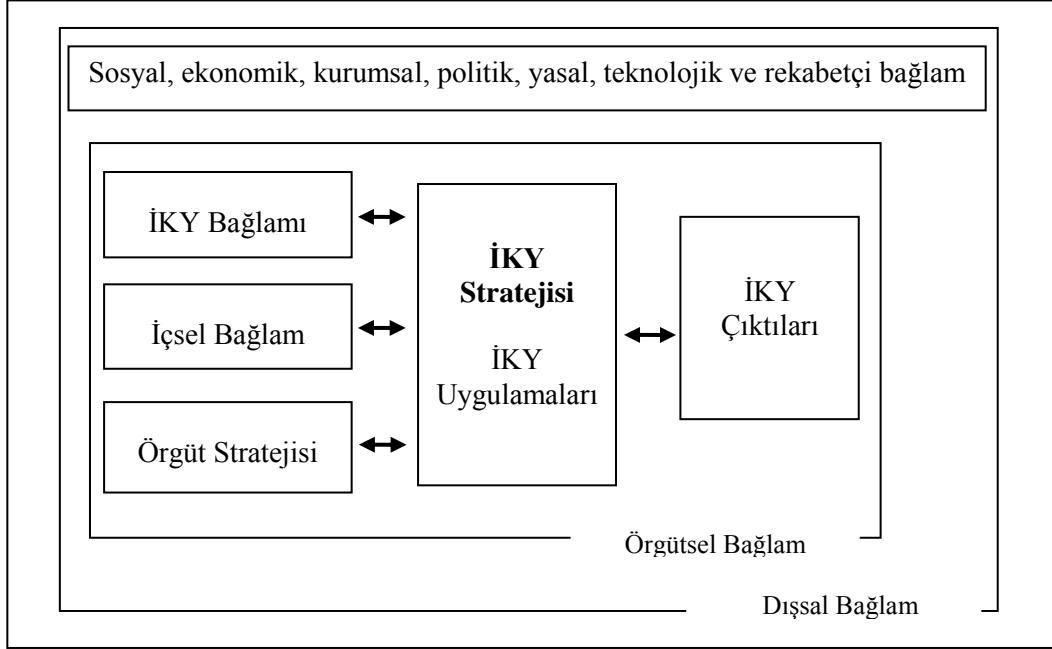 Sosyal, ekonomik, kurumsal, politik, yasal, teknolojik ve rekabetçi bağlam
İKY Bağlamı
İçsel Bağlam
Örgüt Stratejisi
İKY
Stratejisi
İKY
Uygulamaları
İKY
Çıktıları
Örgütsel Bağlam
Dışsal Bağlam